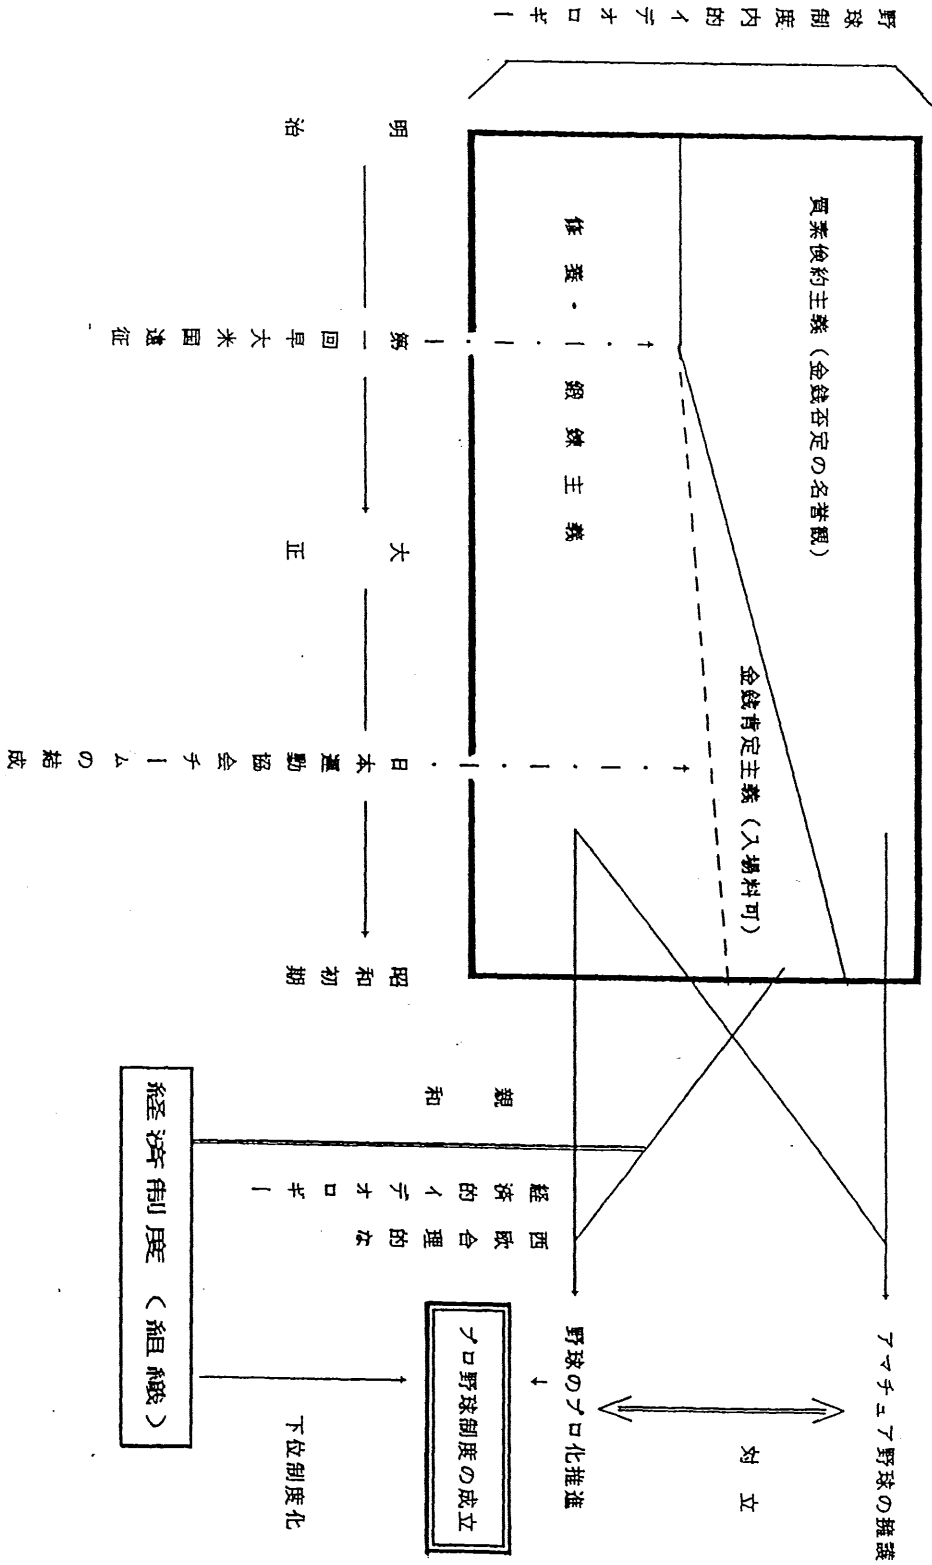 野球制度内的イデオロギー
質素倹約主義（金銭否定の名誉観）
金銭肯定主義（入場料可）
修養・鍛錬主義
明治
第一回早大米国遠征
大正
日本運動協会チームの結成
昭和初期
アマチュア野球の擁護
対立
野球のプロ化推進
プロ野球制度の成立
下位制度化
親和
西欧合理的な
経済的イデオロギー
経済制度（組織）